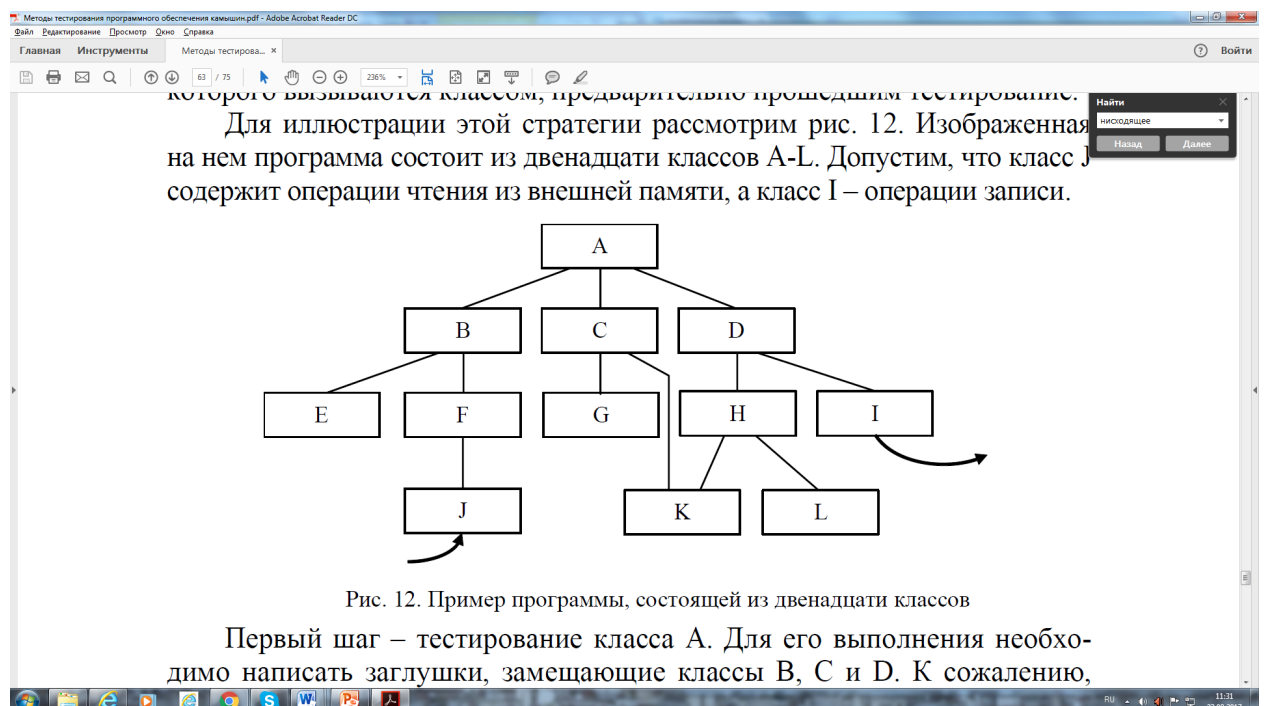 Методы тестирования программного обеспечения камышин.pdf - Adobe Acrobat Reader DC
Файл Редактирование Просмотр Окно Справка
Главная Инструменты Методы тестирова... × ? Войти
63 / 75 236%
которого вызываются классом, предварительно прошедшим тестирование.
Найти
нисходящее
Назад Далее
Для иллюстрации этой стратегии рассмотрим рис. 12. Изображенная
на нем программа состоит из двенадцати классов A-L. Допустим, что класс J
содержит операции чтения из внешней памяти, а класс I – операции записи.
A
B C D
E F G H I
J K L
Рис. 12. Пример программы, состоящей из двенадцати классов
Первый шаг – тестирование класса А. Для его выполнения необхо-
димо написать заглушки, замещающие классы B, C и D. К сожалению,
RU 11:31